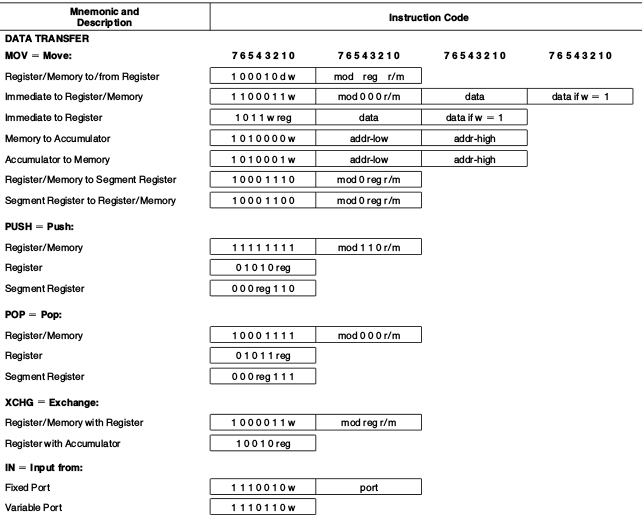 Mnemonic and
Description
Instruction Code
DATA TRANSFER
MOV = Move: 7 6 5 4 3 2 1 0 7 6 5 4 3 2 1 0 7 6 5 4 3 2 1 0 7 6 5 4 3 2 1 0
Register/Memory to/from Register 1 0 0 0 1 0 d w mod reg r/m
Immediate to Register/Memory 1 1 0 0 0 1 1 w mod 0 0 0 r/m data data if w = 1
Immediate to Register 1 0 1 1 w reg data data if w = 1
Memory to Accumulator 1 0 1 0 0 0 0 w addr-low addr-high
Accumulator to Memory 1 0 1 0 0 0 1 w addr-low addr-high
Register/Memory to Segment Register 1 0 0 0 1 1 1 0 mod 0 reg r/m
Segment Register to Register/Memory 1 0 0 0 1 1 0 0 mod 0 reg r/m
PUSH = Push:
Register/Memory 1 1 1 1 1 1 1 1 mod 1 1 0 r/m
Register 0 1 0 1 0 reg
Segment Register 0 0 0 reg 1 1 0
POP = Pop:
Register/Memory 1 0 0 0 1 1 1 1 mod 0 0 0 r/m
Register 0 1 0 1 1 reg
Segment Register 0 0 0 reg 1 1 1
XCHG = Exchange:
Register/Memory with Register 1 0 0 0 0 1 1 w mod reg r/m
Register with Accumulator 1 0 0 1 0 reg
IN = Input from:
Fixed Port 1 1 1 0 0 1 0 w port
Variable Port 1 1 1 0 1 1 0 w